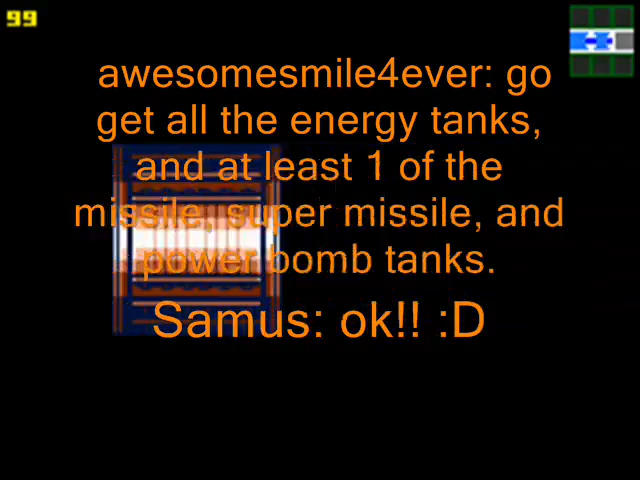 99
awesomesmile4ever: go
get all the energy tanks,
and at least 1 of the
missile, super missile, and
power bomb tanks.
Samus: ok!! :D